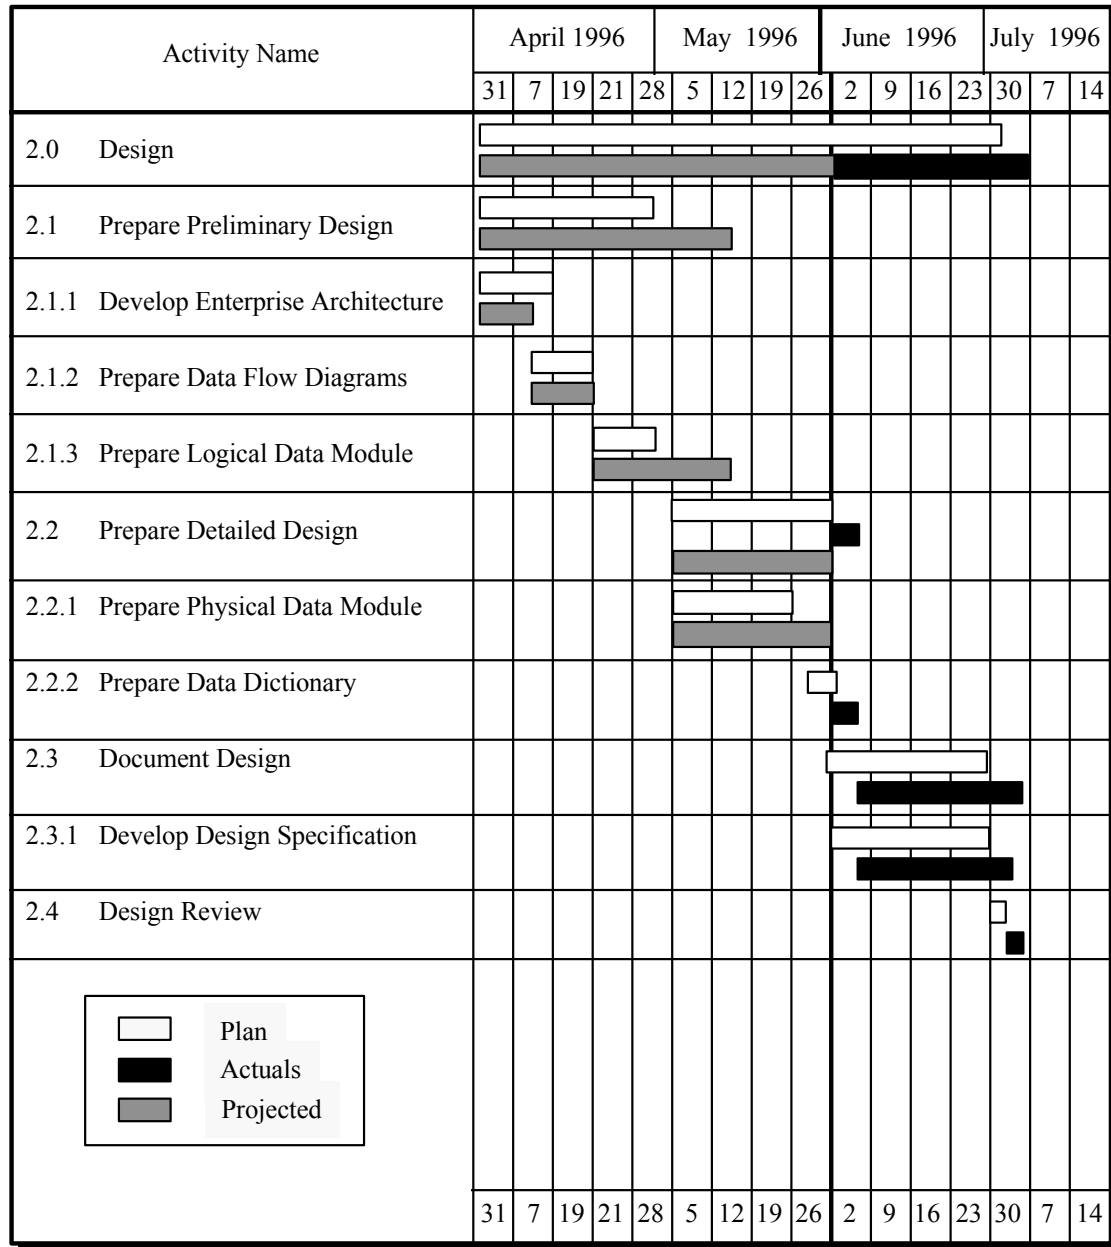 Activity Name
April 1996 May 1996 June 1996 July 1996
31 7 19 21 28 5 12 19 26 2 9 16 23 30 7 14
2.0 Design
2.1 Prepare Preliminary Design
2.1.1 Develop Enterprise Architecture
2.1.2 Prepare Data Flow Diagrams
2.1.3 Prepare Logical Data Module
2.2 Prepare Detailed Design
2.2.1 Prepare Physical Data Module
2.2.2 Prepare Data Dictionary
2.3 Document Design
2.3.1 Develop Design Specification
2.4 Design Review
Plan
Actuals
Projected
31 7 19 21 28 5 12 19 26 2 9 16 23 30 7 14